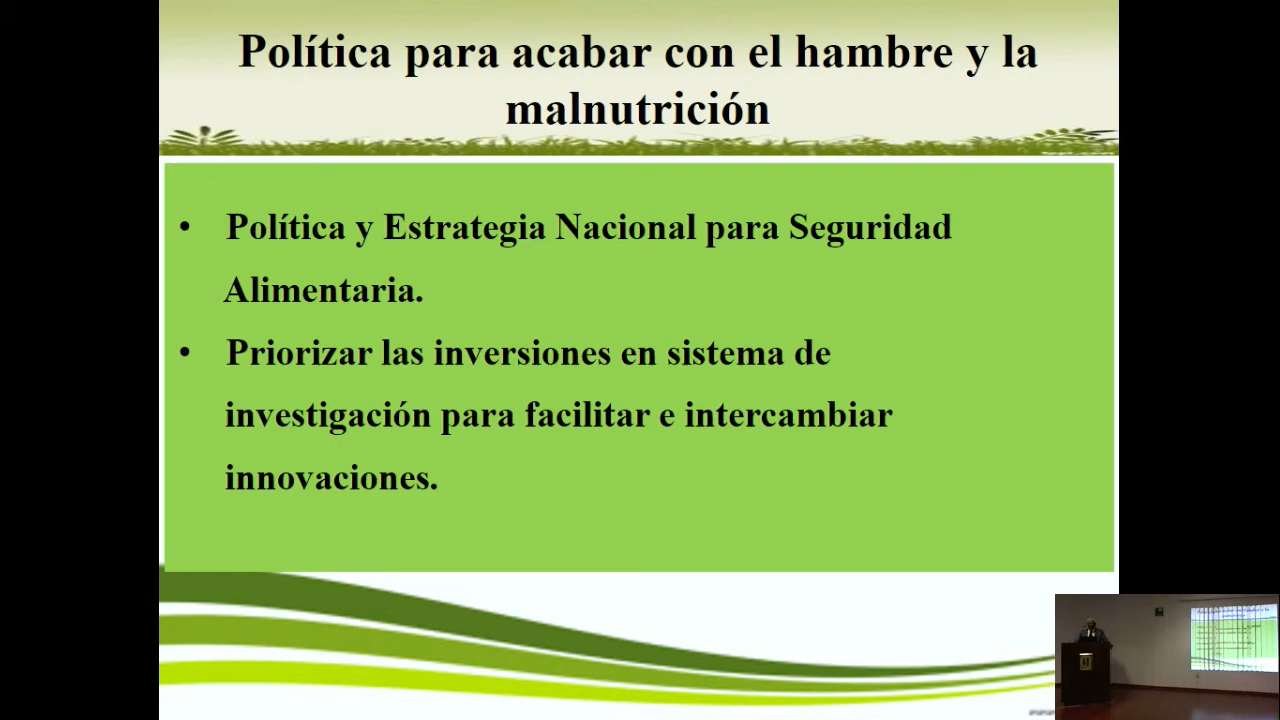 Política para acabar con el hambre y la
malnutrición
• Política y Estrategia Nacional para Seguridad
Alimentaria.
• Priorizar las inversiones en sistema de
investigación para facilitar e intercambiar
innovaciones.